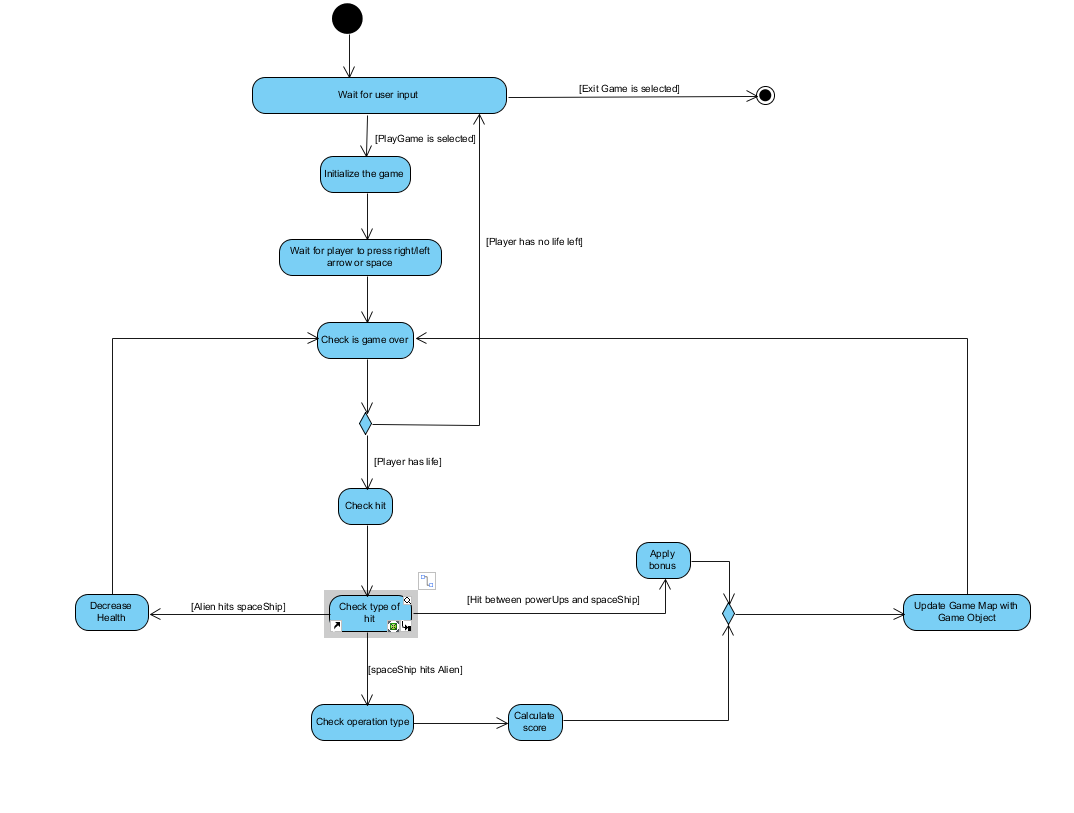 Wait for user input
[Exit Game is selected]
[PlayGame is selected]
Initialize the game
[Player has no life left]
Wait for player to press right/left
arrow or space
Check is game over
[Player has life]
Check hit
Apply
bonus
Decrease
Health
[Alien hits spaceShip]
Check type of
hit
[Hit between powerUps and spaceShip]
Update Game Map with
Game Object
[spaceShip hits Alien]
Check operation type
Calculate
score